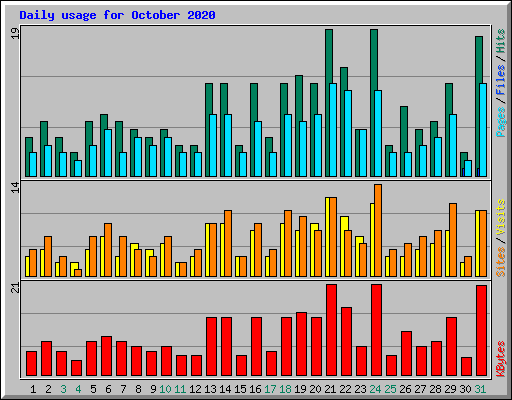 Daily usage for October 2020
19
Pages/Files/Hits
14
Sites/Visits
21
KBytes
1 2 3 4 5 6 7 8 9 10 11 12 13 14 15 16 17 18 19 20 21 22 23 24 25 26 27 28 29 30 31